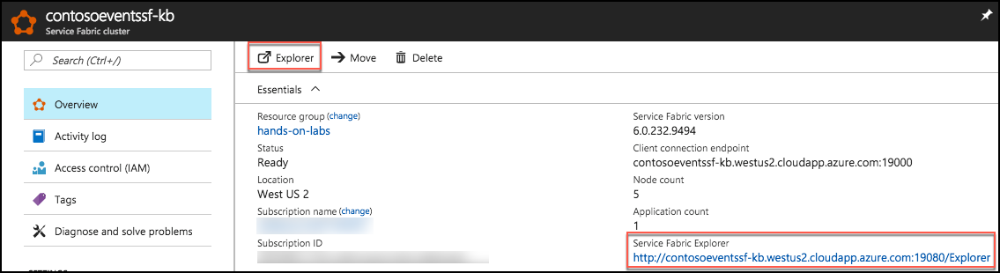 contosoeventssf-kb
Service Fabric cluster
Search (Ctrl+/)
Overview
Activity log
Access control (IAM)
Tags
Diagnose and solve problems
Explorer
Move
Delete
Essentials
Resource group (change)
hands-on-labs
Status
Ready
Location
West US 2
Subscription name (change)
Subscription ID
Service Fabric version
6.0.232.9494
Client connection endpoint
contosoeventssf-kb.westus2.cloudapp.azure.com:19000
Node count
5
Application count
1
Service Fabric Explorer
http://contosoeventssf-kb.westus2.cloudapp.azure.com:19080/Explorer